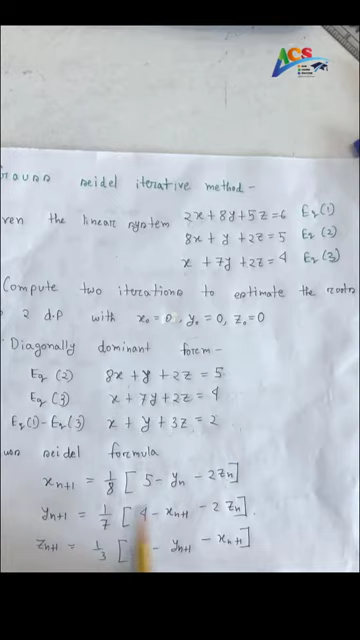 ACS
seidel iterative method -
the linear system 2x + 8y + 5z = 6 Eq (1)
8x + y + 2z = 5 Eq (2)
x + 7y + 2z = 4 Eq (3)
Compute two iterations to estimate the roots
2 d.p with x₀ = 0, y₀ = 0, z₀ = 0
Diagonally dominant form -
Eq (2) 8x + y + 2z = 5
Eq (3) x + 7y + 2z = 4
Eq (1) - Eq (3) x + y + 3z = 2
seidel formula
xₙ₊₁ = 1/8 [ 5 - yₙ - 2zₙ]
yₙ₊₁ = 1/7 [ 4 - xₙ₊₁ - 2 zₙ].
zₙ₊₁ = 1/3 [ - yₙ₊₁ - xₙ₊₁]